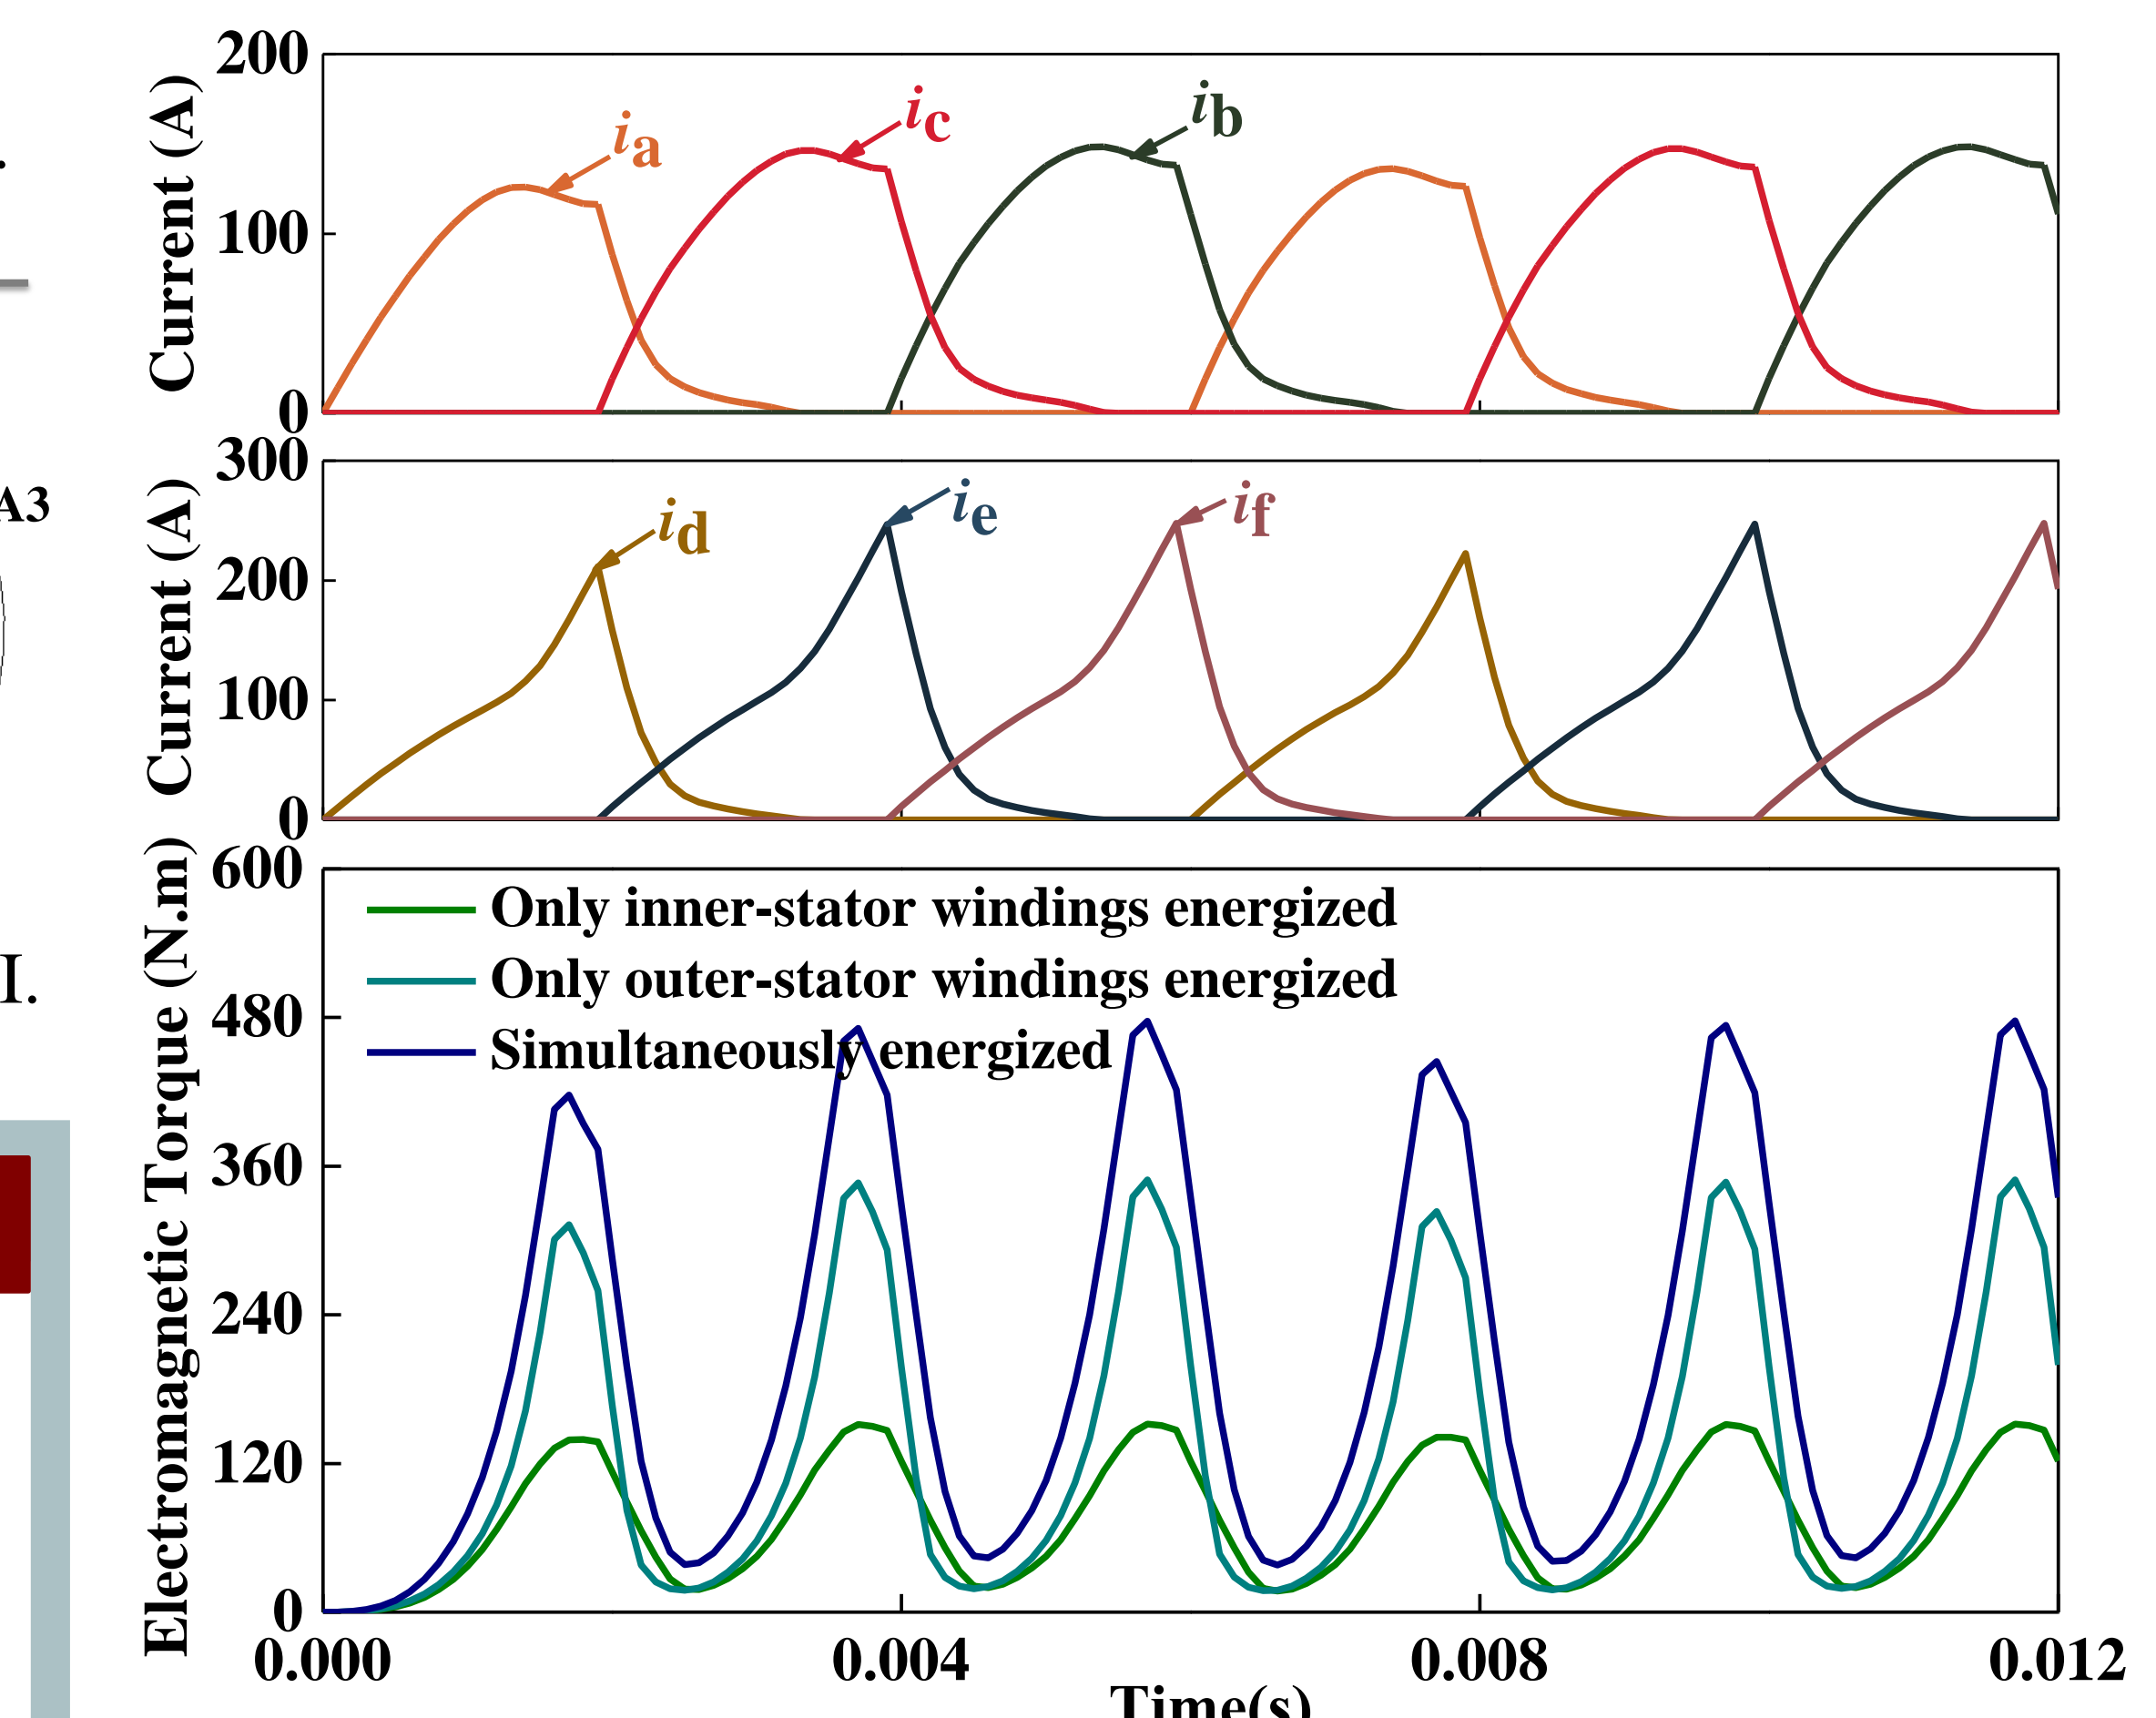 200
100
0
Current (A)
ia
ic
ib
300
200
100
0
Current (A)
id
ie
if
A3
600
480
360
240
120
0
Electromagnetic Torque (N.m)
Only inner-stator windings energized
Only outer-stator windings energized
Simultaneously energized
I.
0.000 0.004 0.008 0.012
Time(s)